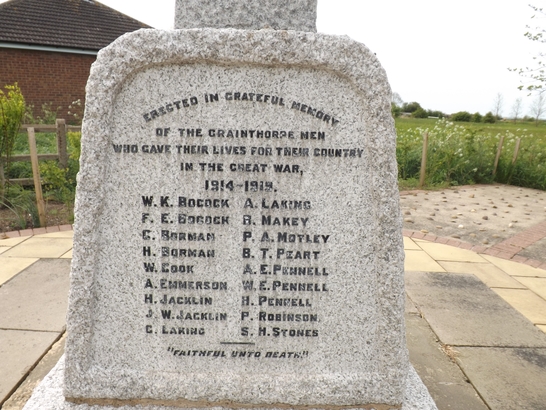 ERECTED IN GRATEFUL MEMORY
OF THE GRAINTHORPE MEN
WHO GAVE THEIR LIVES FOR THEIR COUNTRY
IN THE GREAT WAR,
1914-1919.
W. K. BOCOCK A. LAKING
F. E. BOCOCK R. MAKEY
C. BORMAN P. A. MOTLEY
H. BORMAN B. T. PEART
W. COOK A. E. PENNELL
A. EMMERSON W. E. PENNELL
H. JACKLIN H. PENNELL
J. W. JACKLIN P. ROBINSON.
C. LAKING S. H. STONES
"FAITHFUL UNTO DEATH."